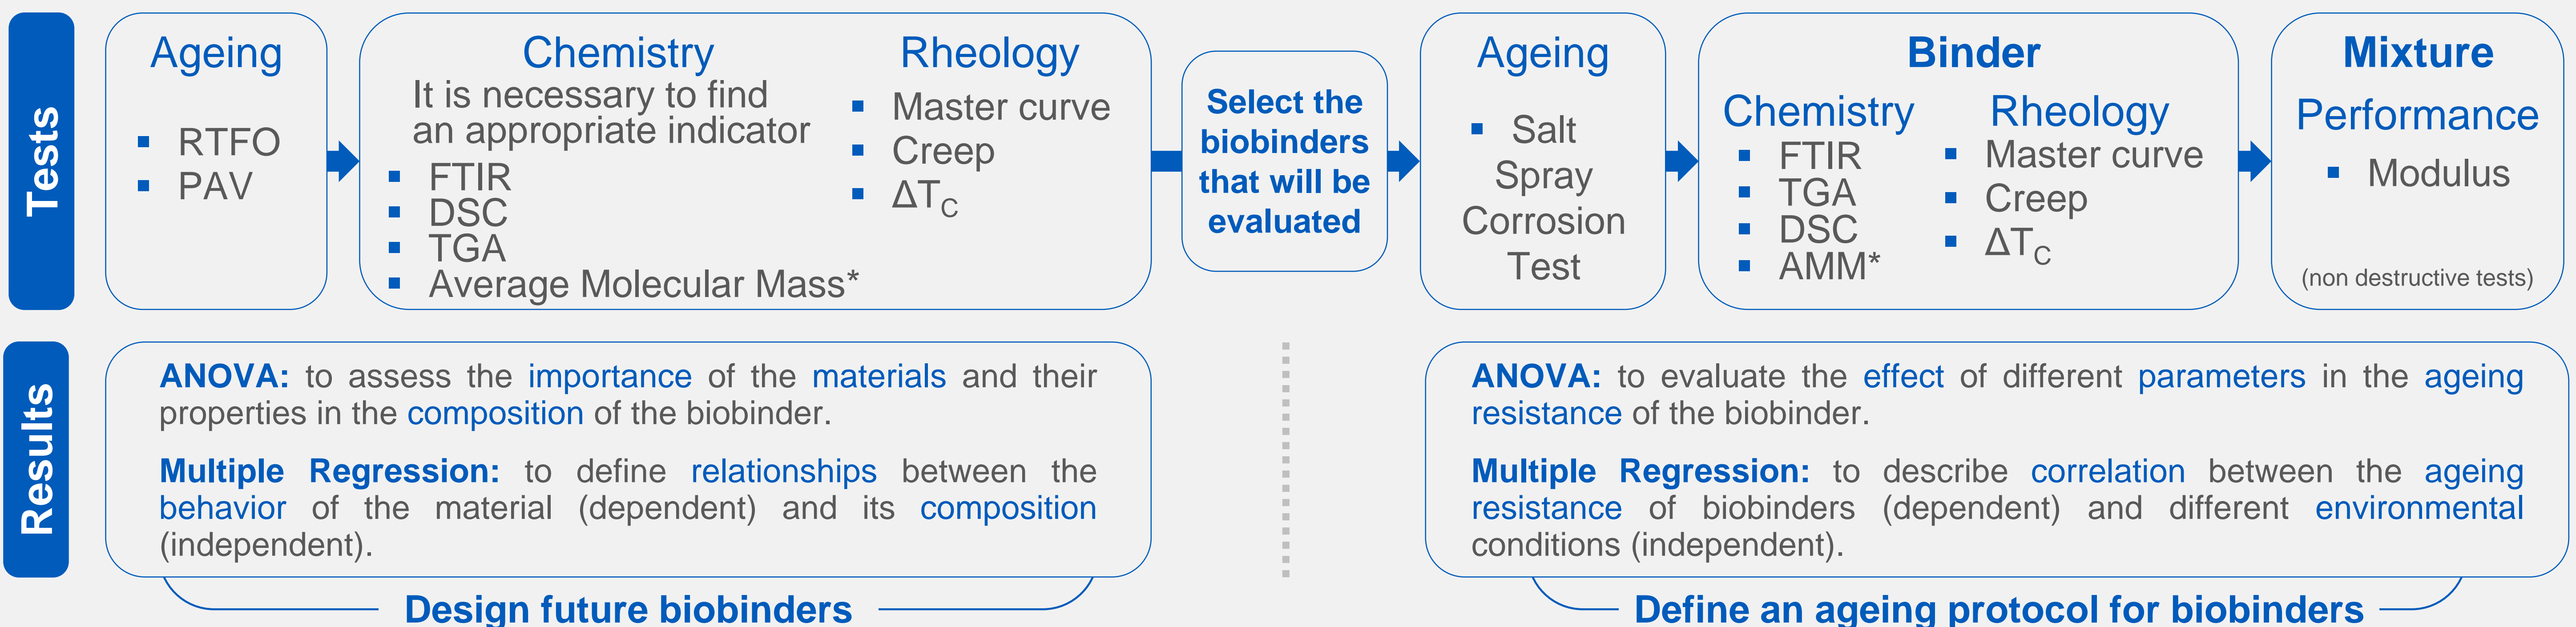 Tests
Ageing
▪ RTFO
▪ PAV
Chemistry
It is necessary to find
an appropriate indicator
▪ FTIR
▪ DSC
▪ TGA
▪ Average Molecular Mass*
Rheology
▪ Master curve
▪ Creep
▪ ΔTC
Select the
biobinders
that will be
evaluated
Ageing
▪ Salt
Spray
Corrosion
Test
Binder
Chemistry
▪ FTIR
▪ TGA
▪ DSC
▪ AMM*
Rheology
▪ Master curve
▪ Creep
▪ ΔTC
Mixture
Performance
▪ Modulus
(non destructive tests)
Results
ANOVA: to assess the importance of the materials and their
properties in the composition of the biobinder.
Multiple Regression: to define relationships between the
behavior of the material (dependent) and its composition
(independent).
Design future biobinders
ANOVA: to evaluate the effect of different parameters in the ageing
resistance of the biobinder.
Multiple Regression: to describe correlation between the ageing
resistance of biobinders (dependent) and different environmental
conditions (independent).
Define an ageing protocol for biobinders